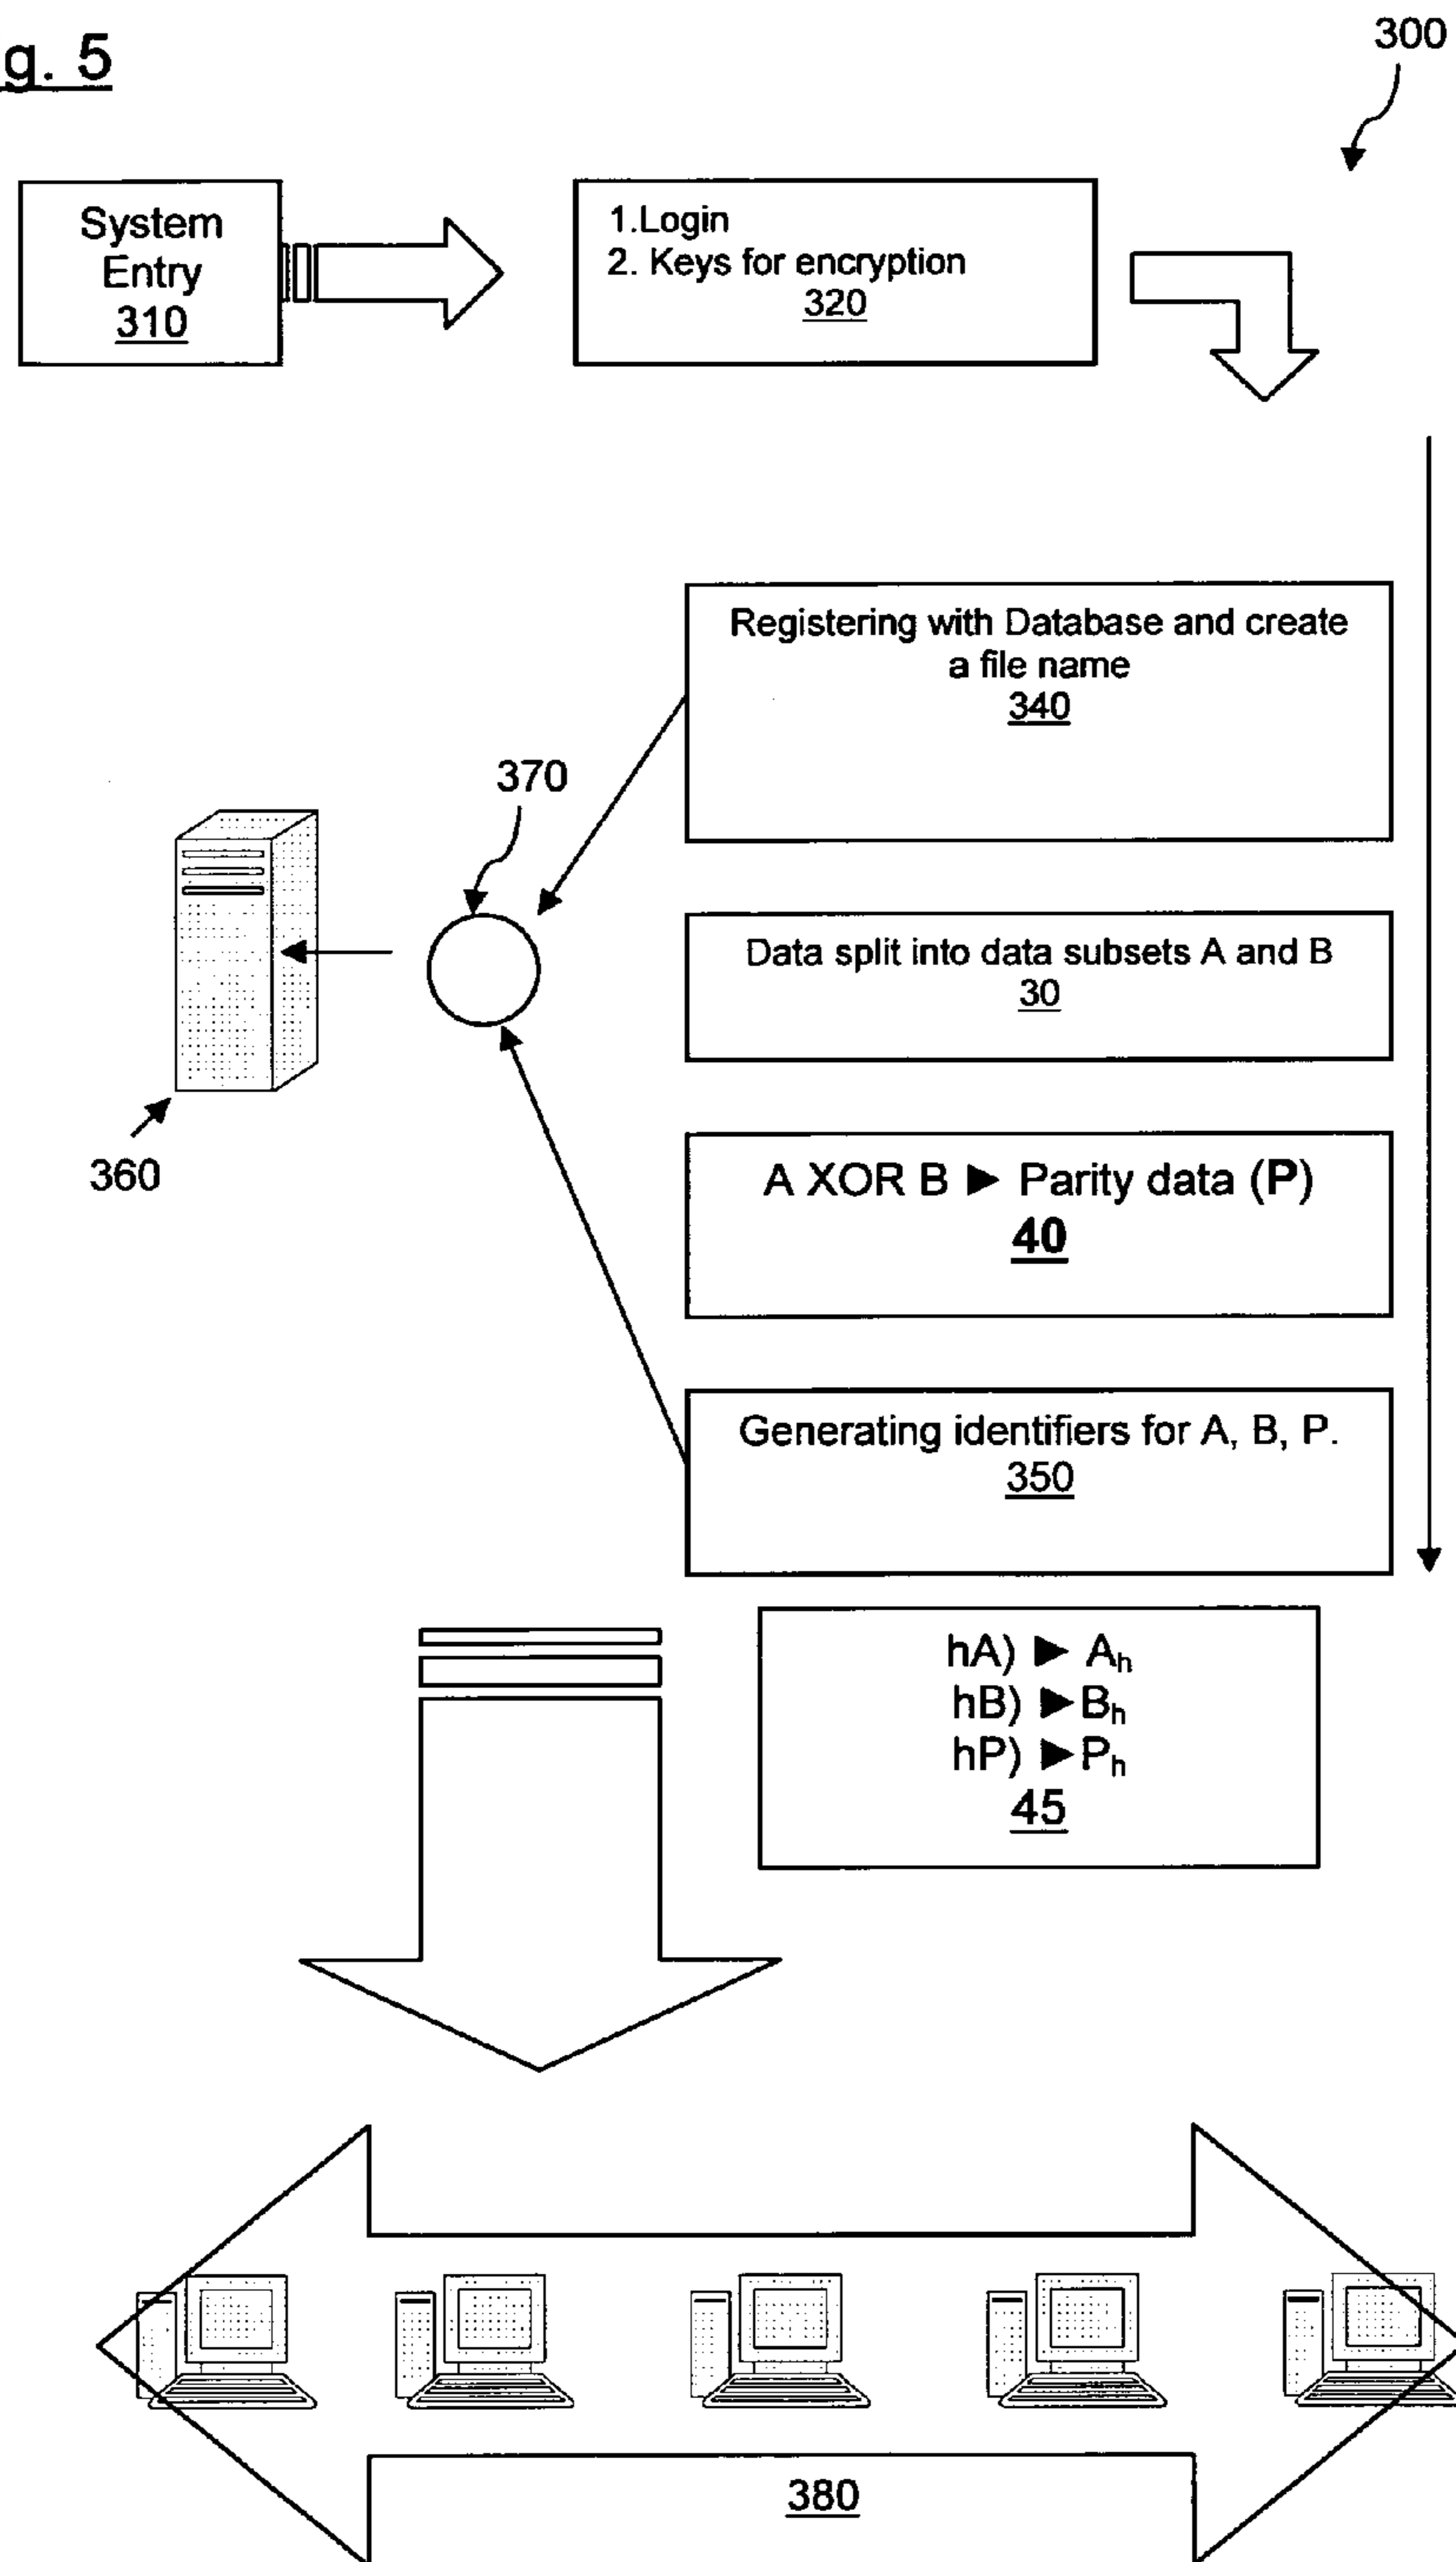 g. 5
300
System
Entry
310
1.Login
2. Keys for encryption
320
Registering with Database and create
a file name
340
370
Data split into data subsets A and B
30
360
A XOR B ► Parity data (P)
40
Generating identifiers for A, B, P.
350
hA) ► Aₕ
hB) ►Bₕ
hP) ►Pₕ
45
380